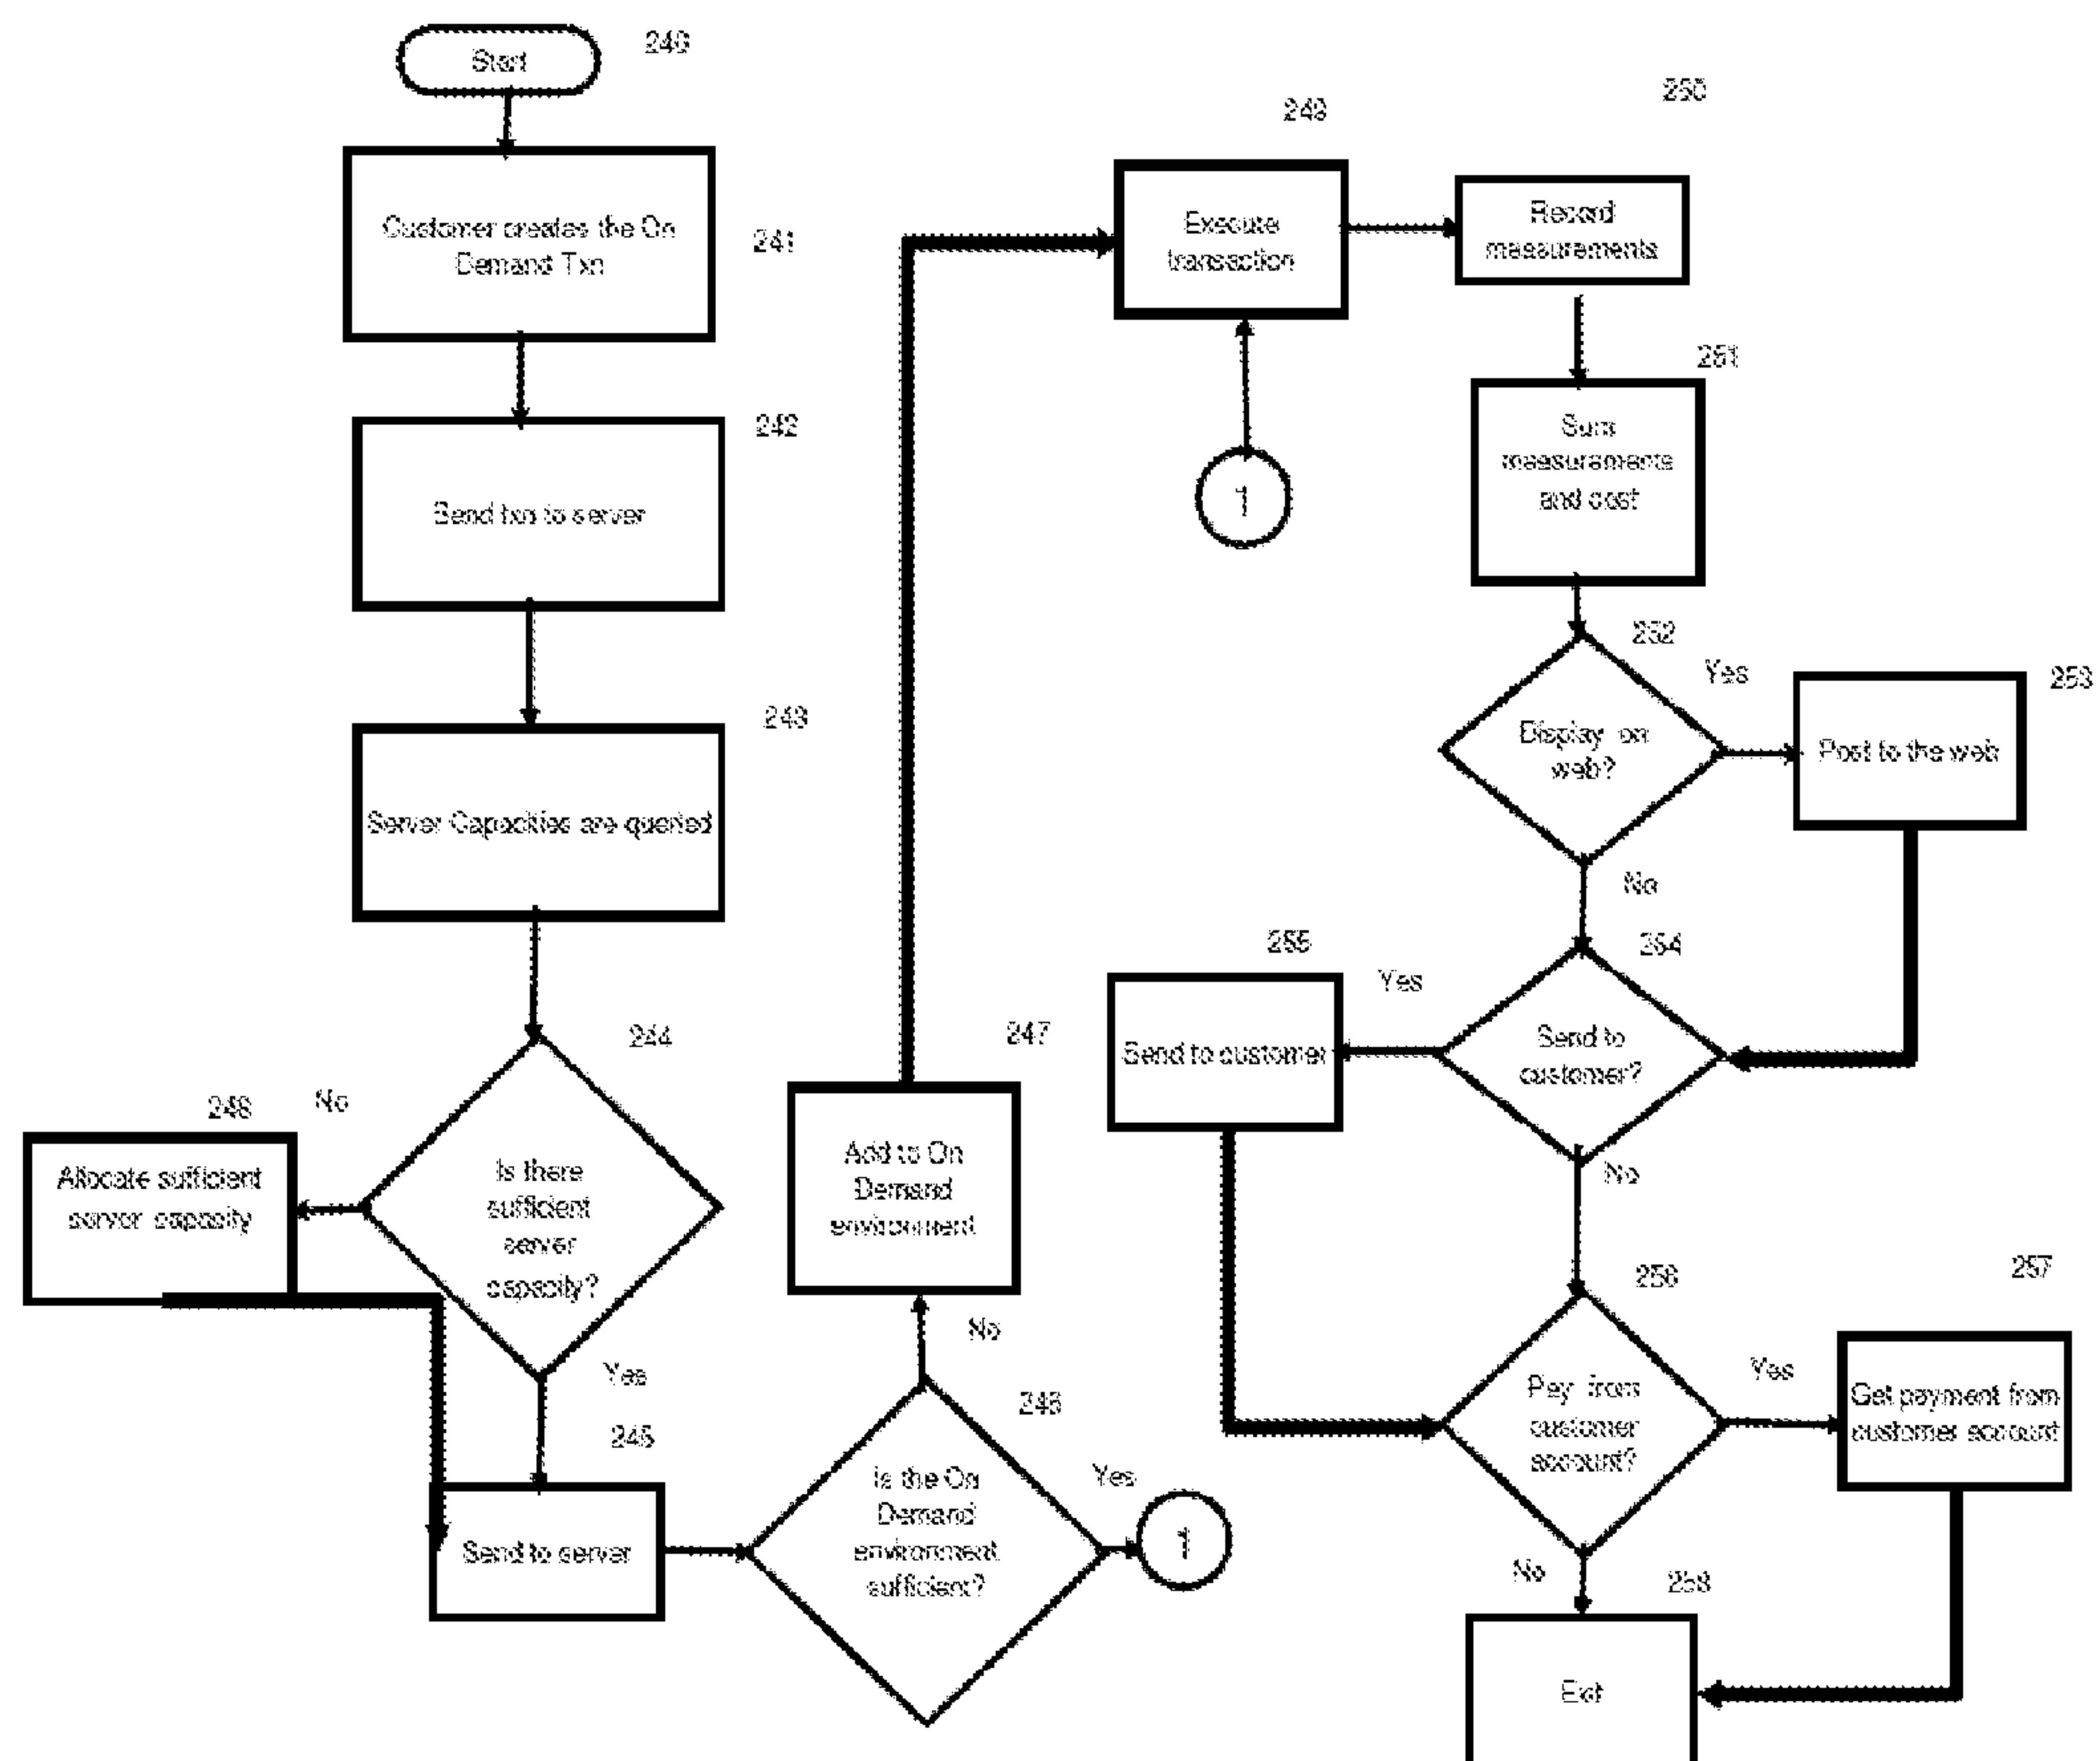 Start
240
Customer creates the On
Demand Txn
241
Send txn to server
242
Server Capacities are queried
243
Is there
sufficient
server
capacity?
244
No
248
Allocate sufficient
server capacity
Yes
245
Send to server
Is the On
Demand
environment
sufficient?
246
Yes
1
No
Add to On
Demand
environment
247
Execute
transaction
249
1
Record
measurements
250
Sum
measurements
and cost
251
Display on
web?
252
Yes
Post to the web
253
No
Send to
customer?
254
Yes
Send to customer
255
No
Pay from
customer
account?
256
Yes
Get payment from
customer account
257
No
258
Exit